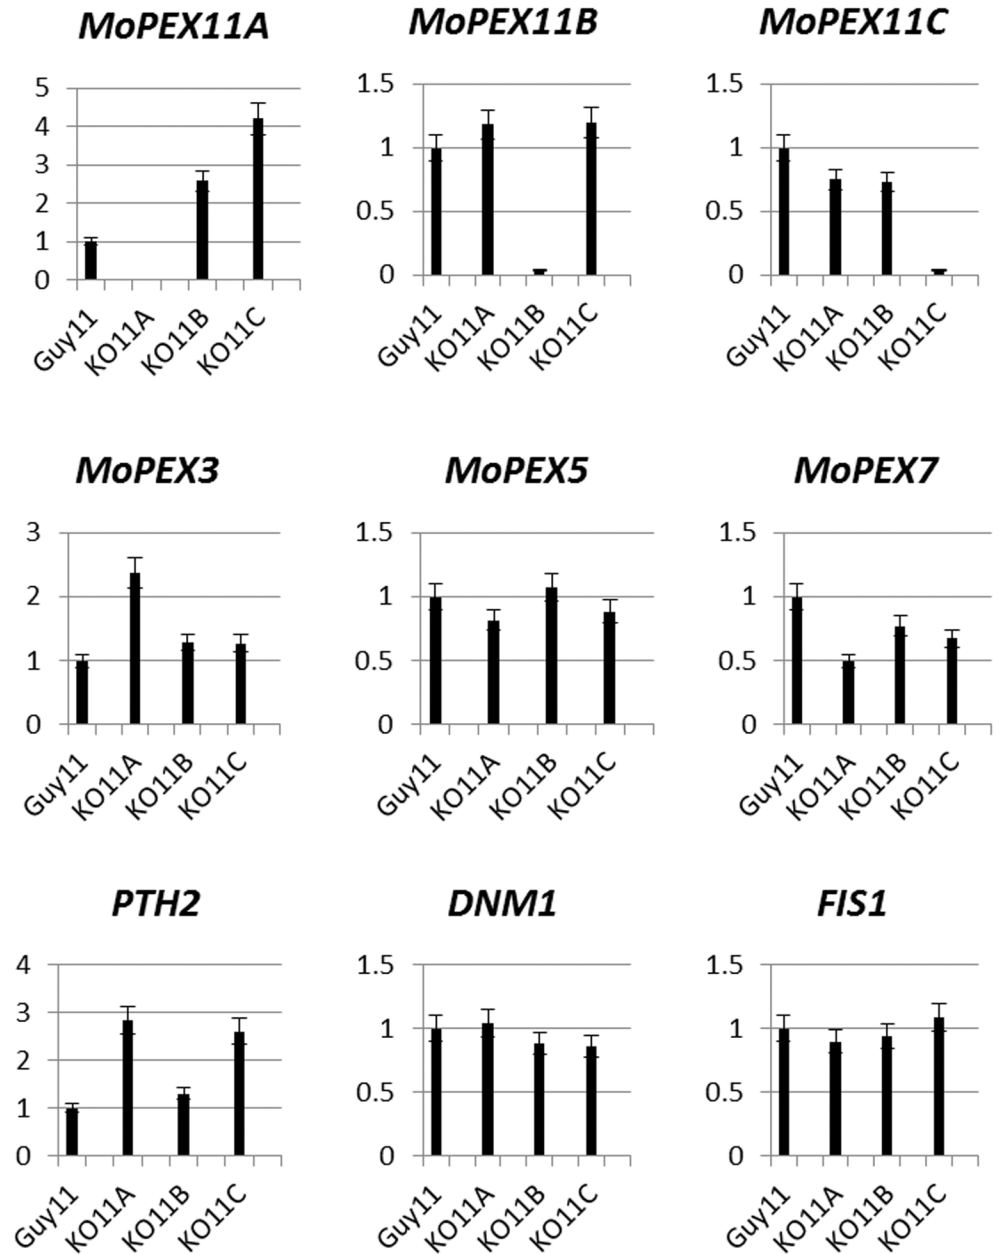 MoPEX11A MoPEX11B MoPEX11C
5 1.5 1.5
4
3 1 1
2
1 0.5 0.5
0 0 0
Guy11 KO11A KO11B KO11C Guy11 KO11A KO11B KO11C Guy11 KO11A KO11B KO11C
MoPEX3 MoPEX5 MoPEX7
3 1.5 1.5
2 1 1
1 0.5 0.5
0 0 0
Guy11 KO11A KO11B KO11C Guy11 KO11A KO11B KO11C Guy11 KO11A KO11B KO11C
PTH2 DNM1 FIS1
4 1.5 1.5
3
2 1 1
1 0.5 0.5
0 0 0
Guy11 KO11A KO11B KO11C Guy11 KO11A KO11B KO11C Guy11 KO11A KO11B KO11C